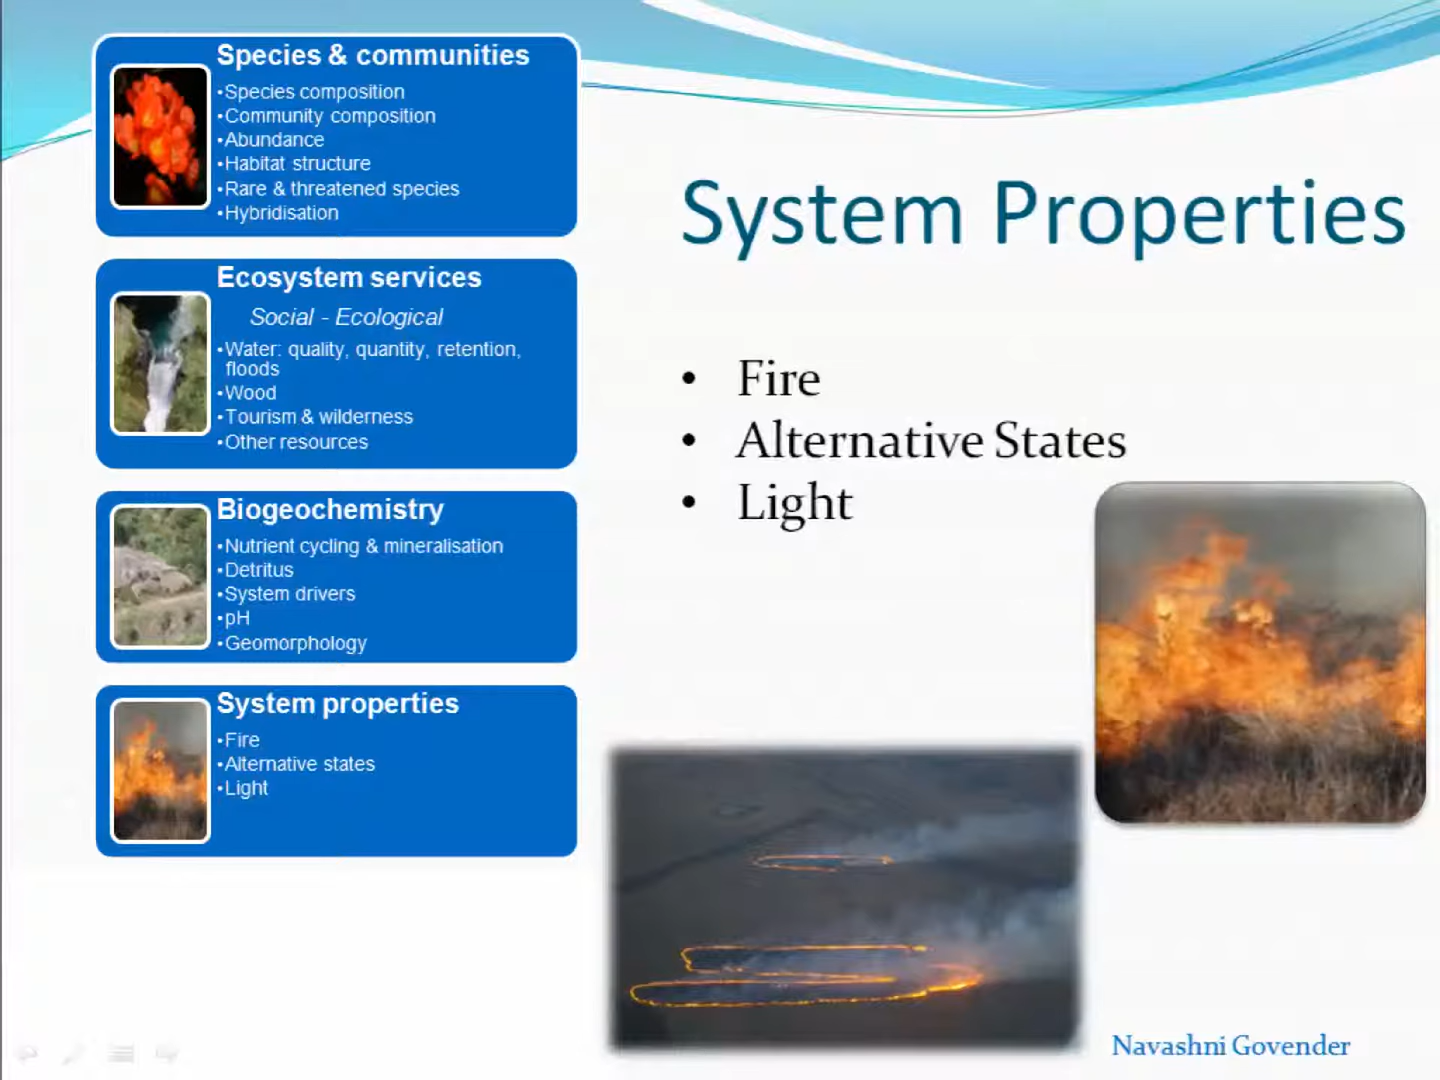 Species & communities
•Species composition
•Community composition
•Abundance
•Habitat structure
•Rare & threatened species
•Hybridisation
Ecosystem services
Social - Ecological
•Water: quality, quantity, retention,
floods
•Wood
•Tourism & wilderness
•Other resources
Biogeochemistry
•Nutrient cycling & mineralisation
•Detritus
•System drivers
•pH
•Geomorphology
System properties
•Fire
•Alternative states
•Light
System Properties
• Fire
• Alternative States
• Light
Navashni Govender